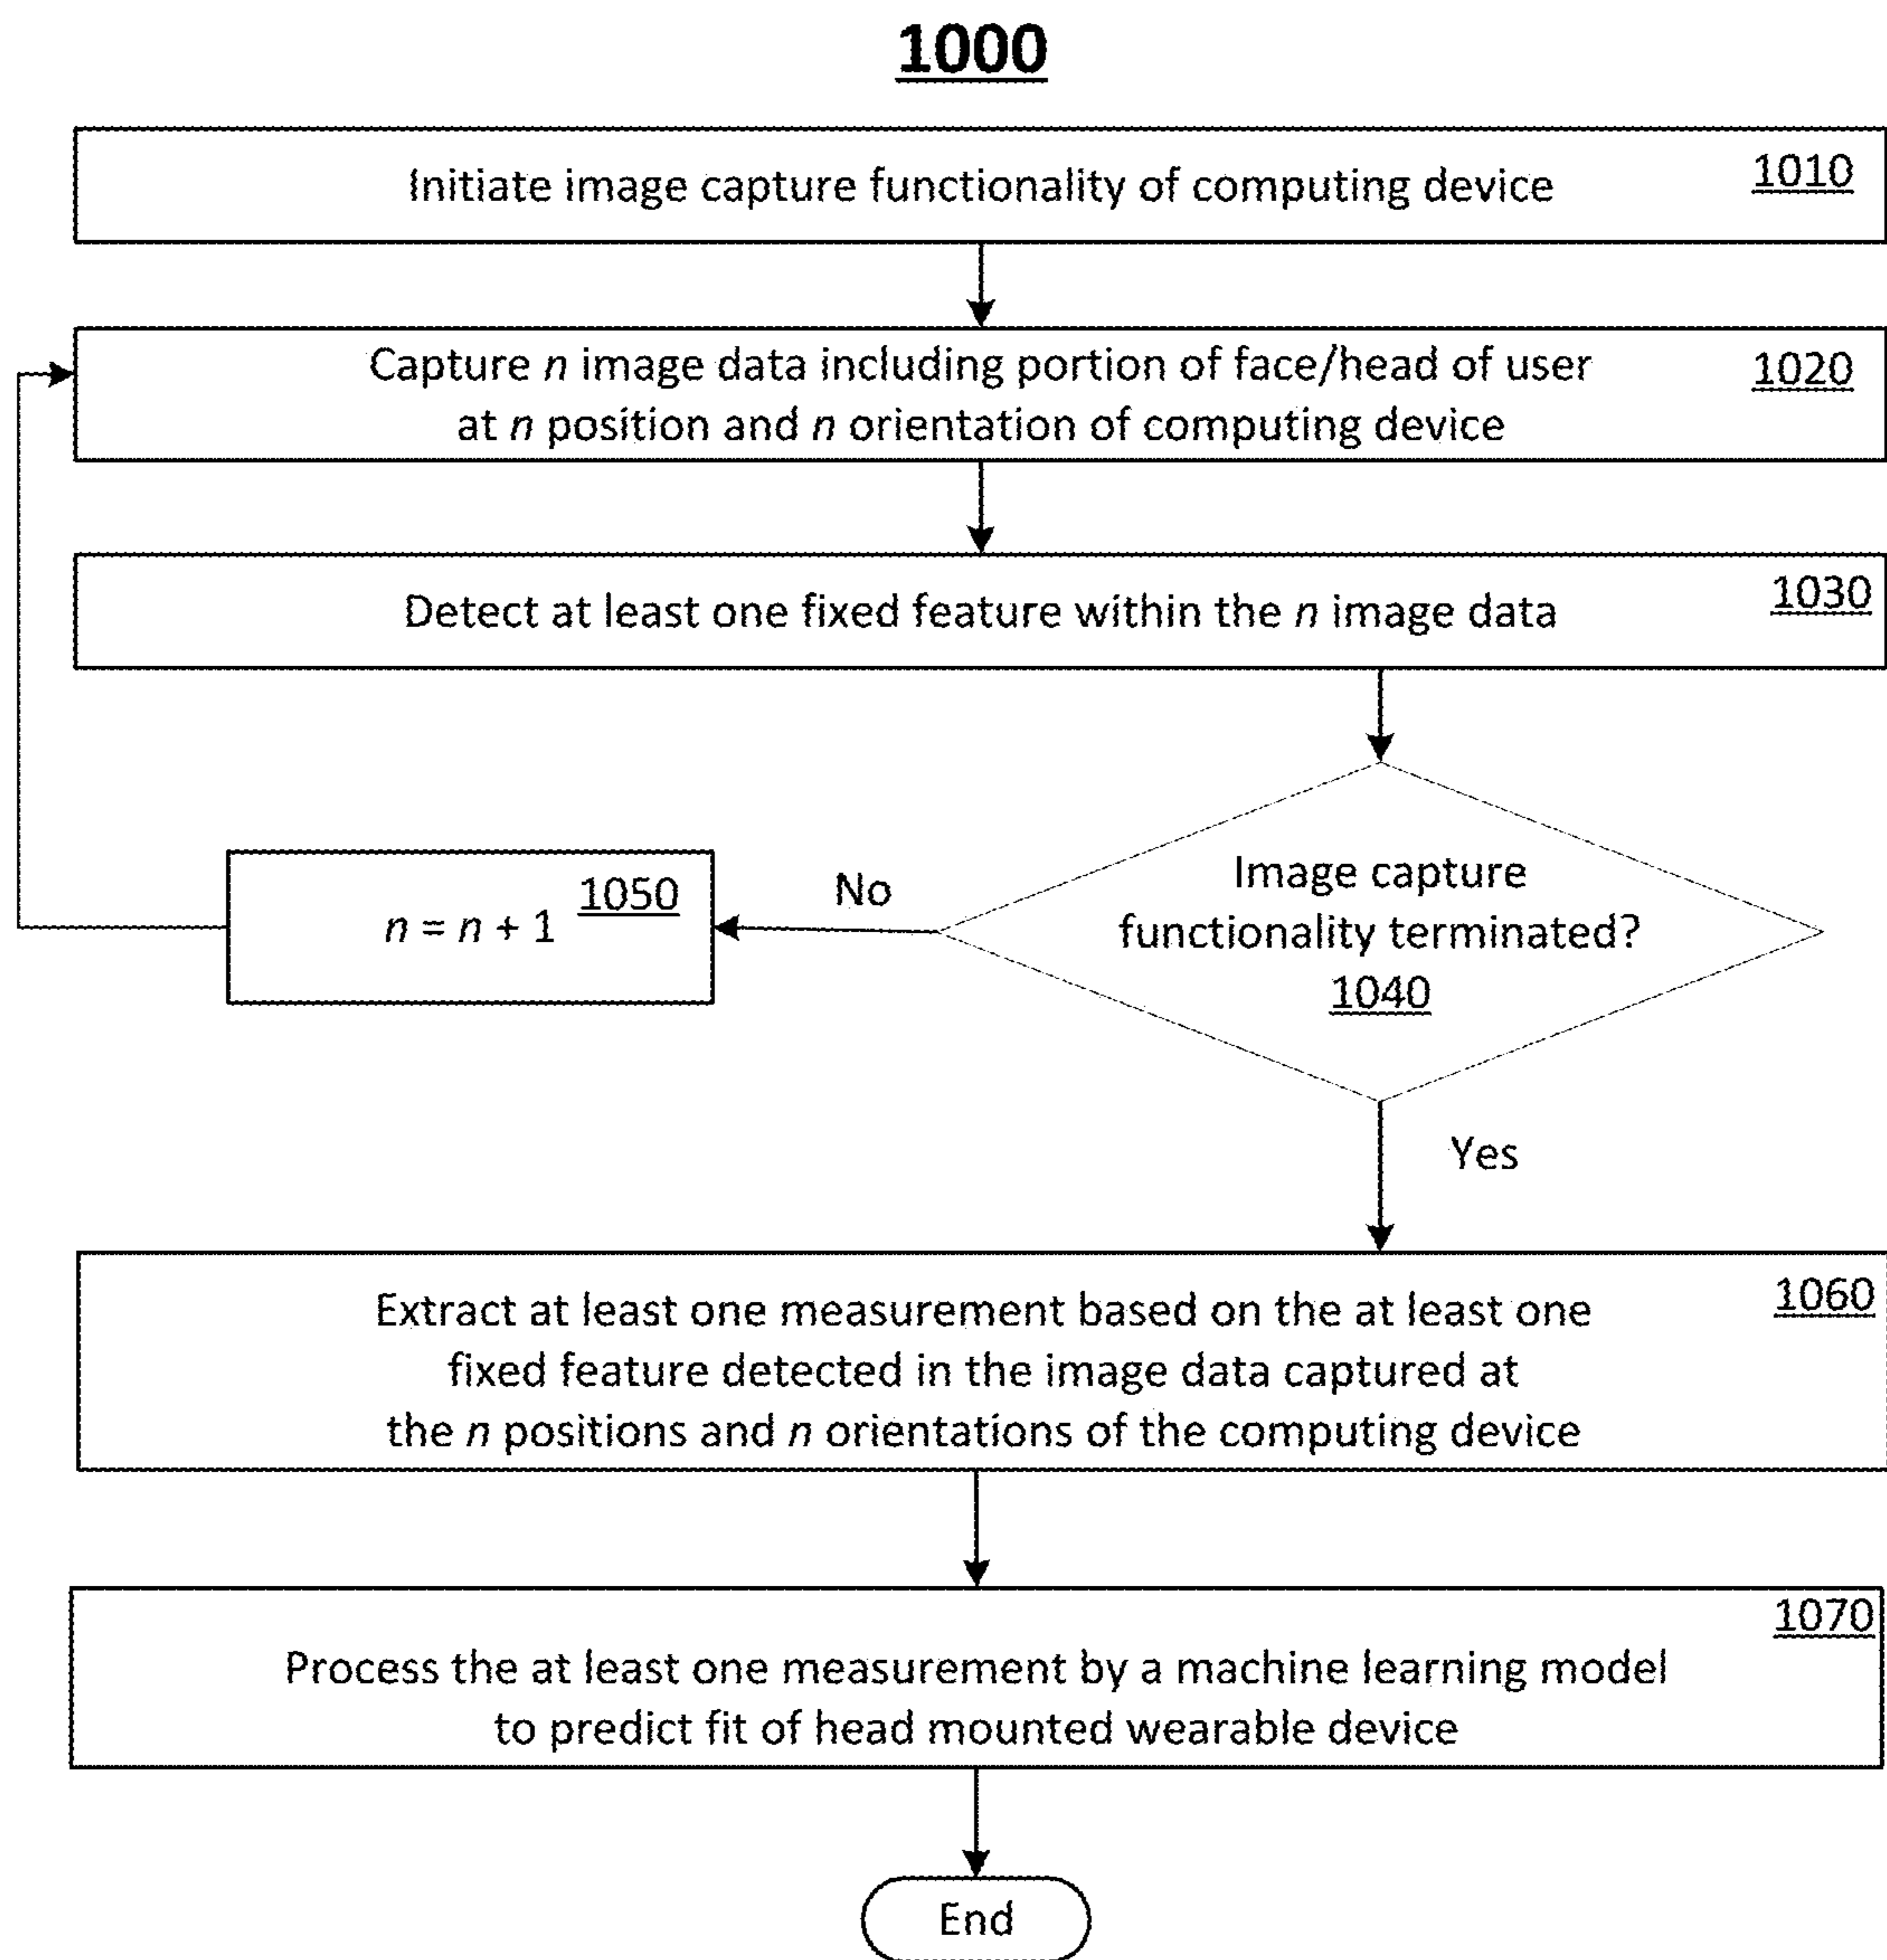 1000
Initiate image capture functionality of computing device
1010
Capture n image data including portion of face/head of user
at n position and n orientation of computing device
1020
Detect at least one fixed feature within the n image data
1030
Image capture
functionality terminated?
1040
No
n = n + 1
1050
Yes
Extract at least one measurement based on the at least one
fixed feature detected in the image data captured at
the n positions and n orientations of the computing device
1060
Process the at least one measurement by a machine learning model
to predict fit of head mounted wearable device
1070
End